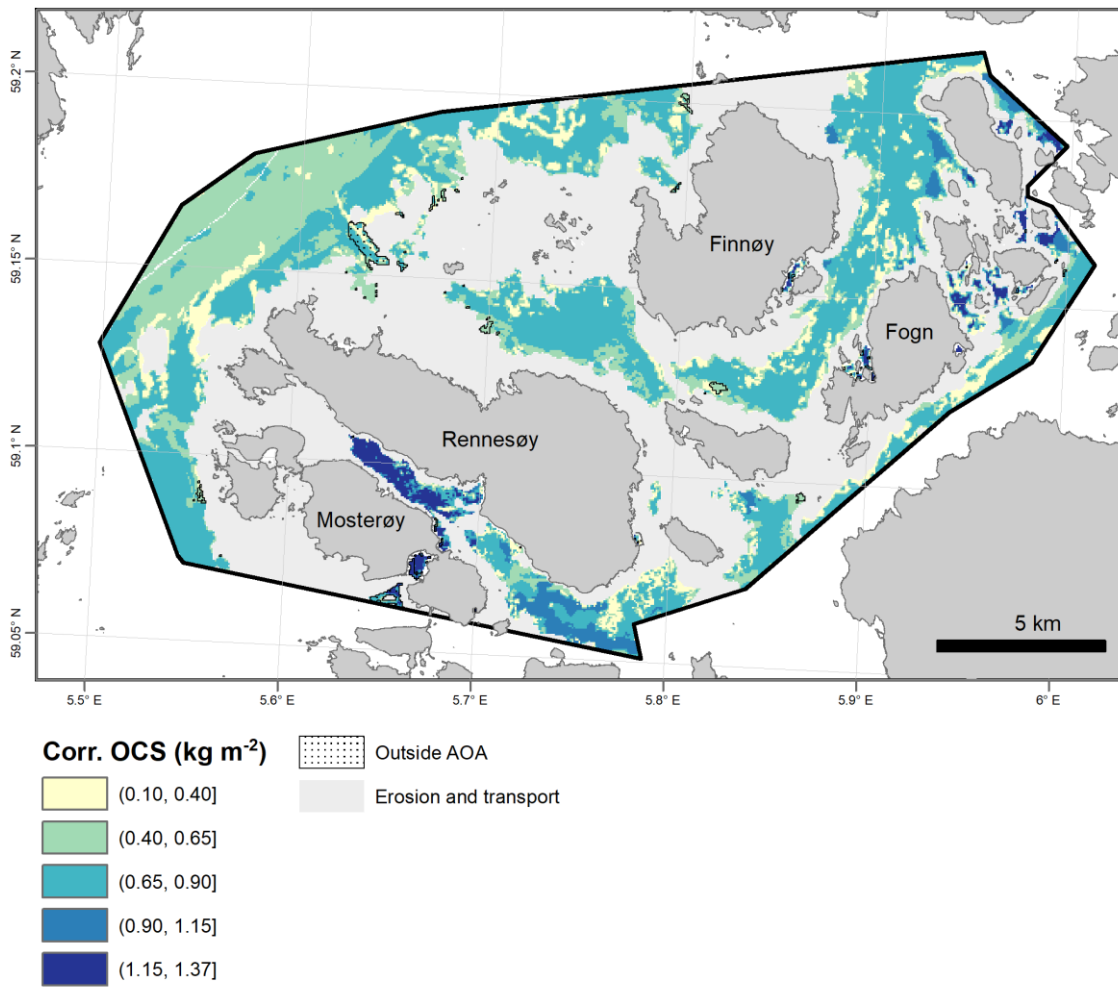 59.2° N
59.15° N
59.1° N
59.05° N
Finnøy
Fogn
Rennesøy
Mosterøy
5 km
5.5° E
5.6° E
5.7° E
5.8° E
5.9° E
6° E
Corr. OCS (kg m⁻²)
(0.10, 0.40]
(0.40, 0.65]
(0.65, 0.90]
(0.90, 1.15]
(1.15, 1.37]
Outside AOA
Erosion and transport